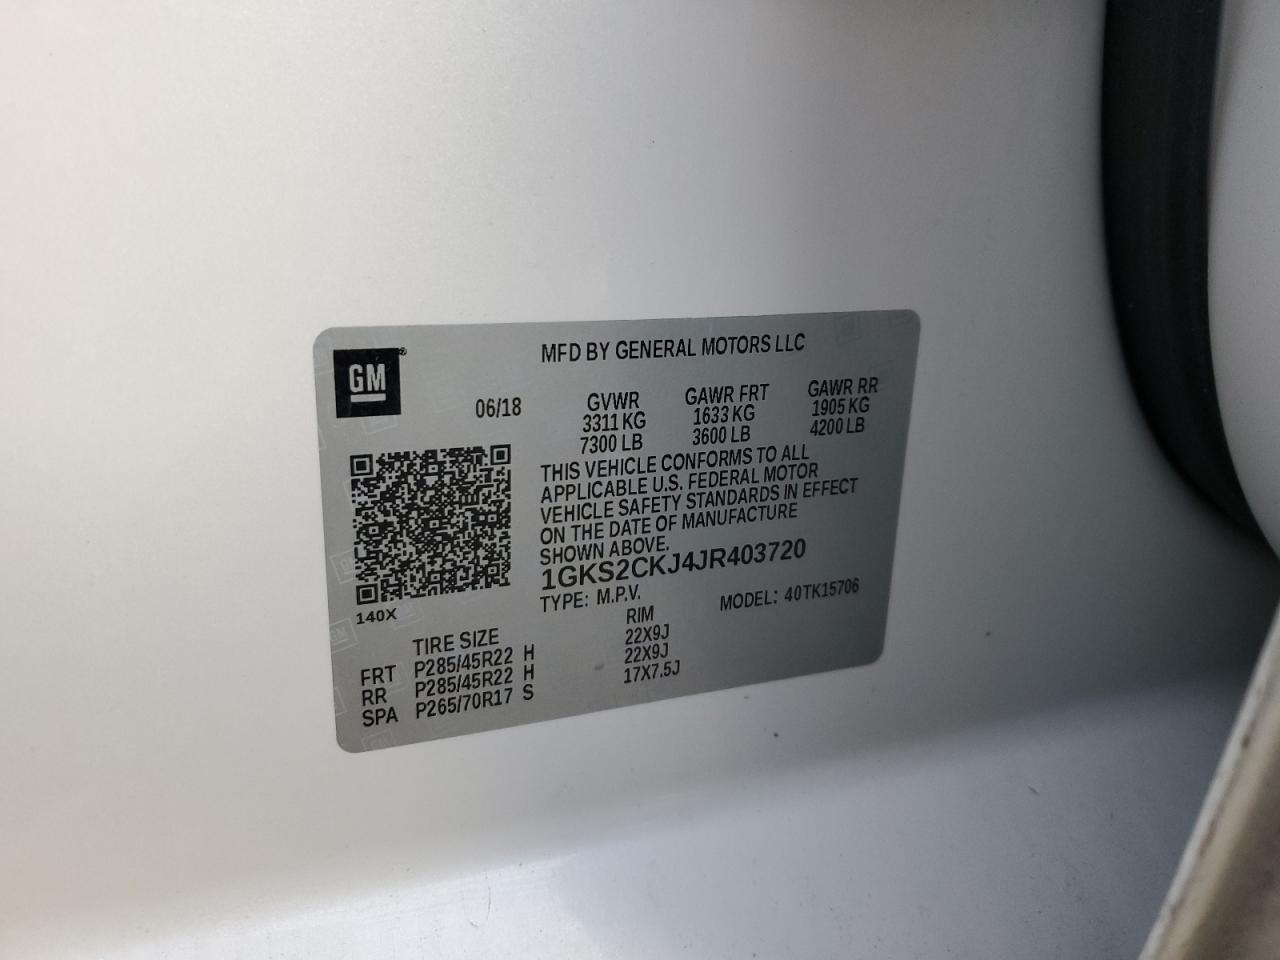 MFD BY GENERAL MOTORS LLC
GM®
06/18 GVWR GAWR FRT GAWR RR
3311 KG 1633 KG 1905 KG
7300 LB 3600 LB 4200 LB
THIS VEHICLE CONFORMS TO ALL
APPLICABLE U.S. FEDERAL MOTOR
VEHICLE SAFETY STANDARDS IN EFFECT
ON THE DATE OF MANUFACTURE
SHOWN ABOVE.
1GKS2CKJ4JR403720
TYPE: M.P.V. MODEL: 40TK15706
140X
TIRE SIZE RIM
FRT P285/45R22 H 22X9J
RR P285/45R22 H 22X9J
SPA P265/70R17 S 17X7.5J